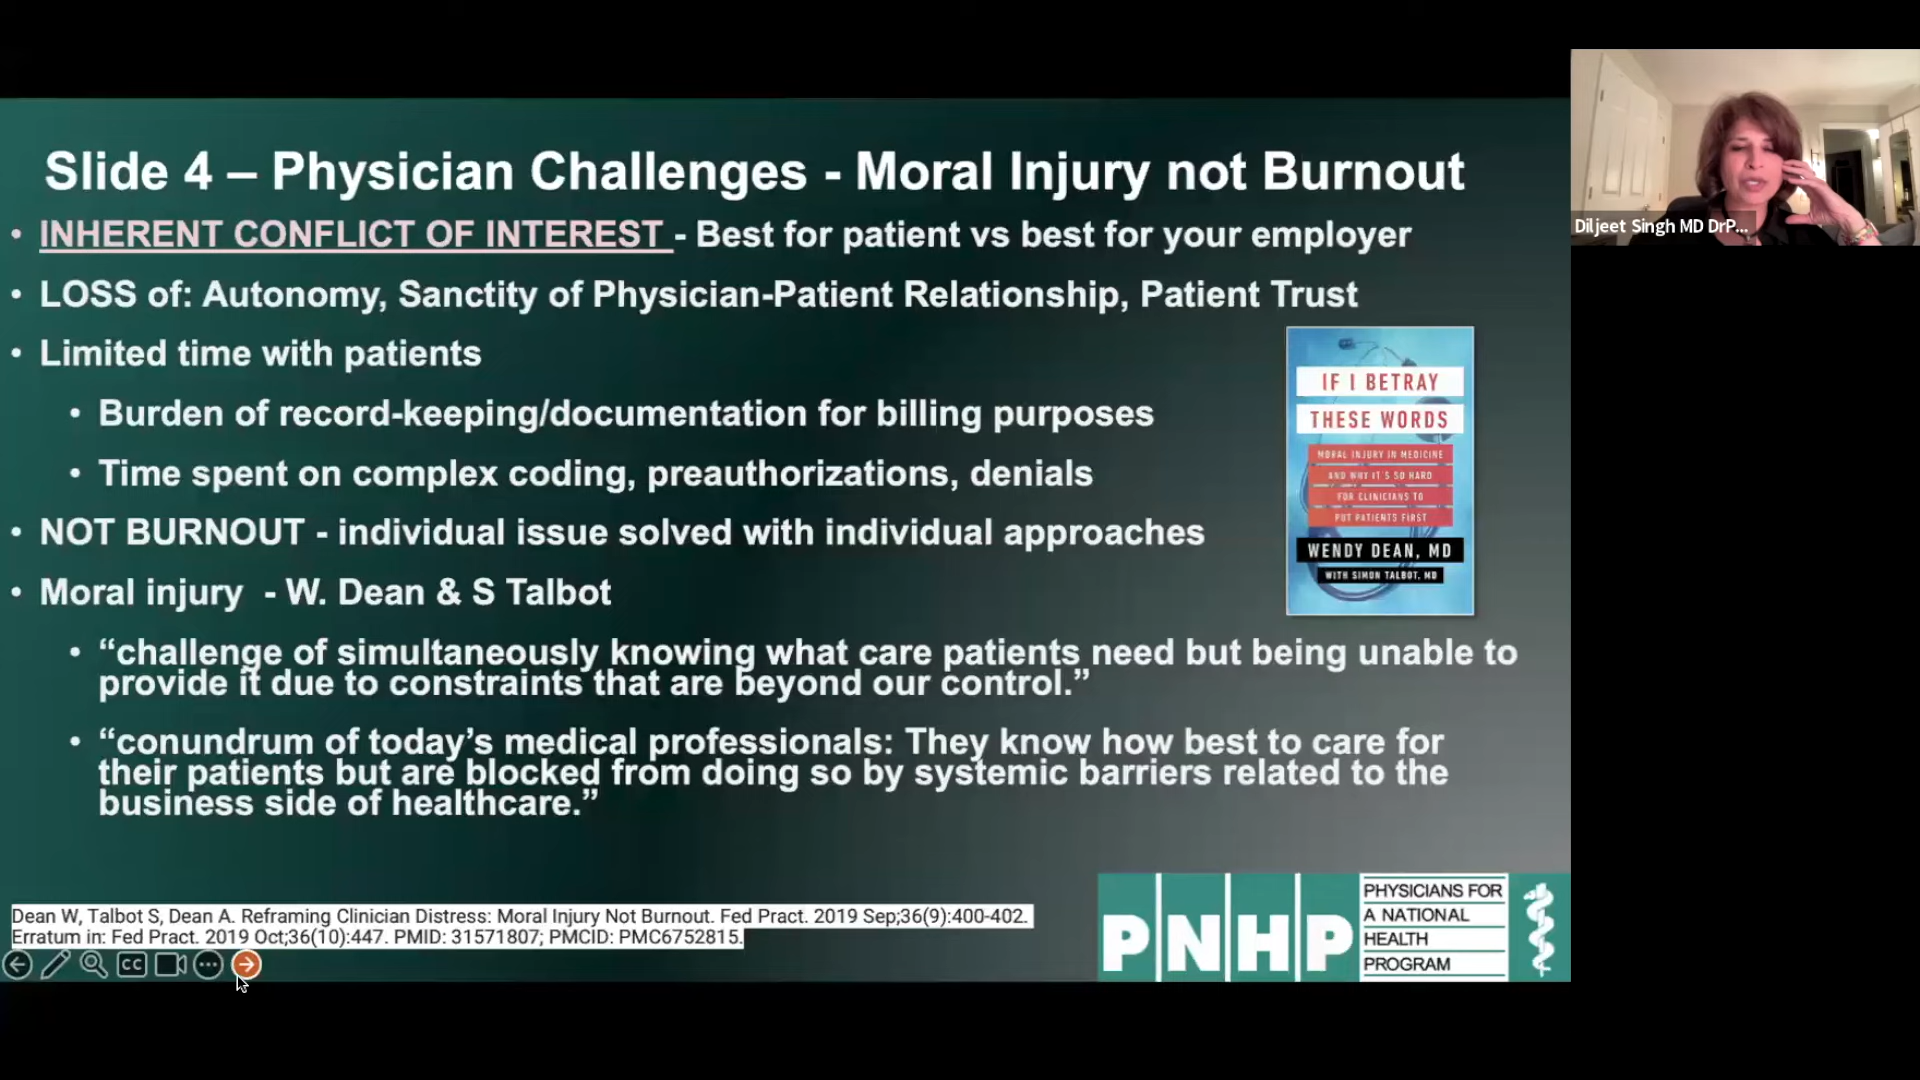 Slide 4 – Physician Challenges - Moral Injury not Burnout
• INHERENT CONFLICT OF INTEREST - Best for patient vs best for your employer
• LOSS of: Autonomy, Sanctity of Physician-Patient Relationship, Patient Trust
• Limited time with patients
• Burden of record-keeping/documentation for billing purposes
• Time spent on complex coding, preauthorizations, denials
• NOT BURNOUT - individual issue solved with individual approaches
• Moral injury - W. Dean & S Talbot
• “challenge of simultaneously knowing what care patients need but being unable to
provide it due to constraints that are beyond our control.”
• “conundrum of today’s medical professionals: They know how best to care for
their patients but are blocked from doing so by systemic barriers related to the
business side of healthcare.”
IF I BETRAY
THESE WORDS
MORAL INJURY IN MEDICINE
AND WHY IT'S SO HARD
FOR CLINICIANS TO
PUT PATIENTS FIRST
WENDY DEAN, MD
WITH SIMON TALBOT, MD
Dean W, Talbot S, Dean A. Reframing Clinician Distress: Moral Injury Not Burnout. Fed Pract. 2019 Sep;36(9):400-402.
Erratum in: Fed Pract. 2019 Oct;36(10):447. PMID: 31571807; PMCID: PMC6752815.
CC
PNHP
PHYSICIANS FOR
A NATIONAL
HEALTH
PROGRAM
Diljeet Singh MD DrP...